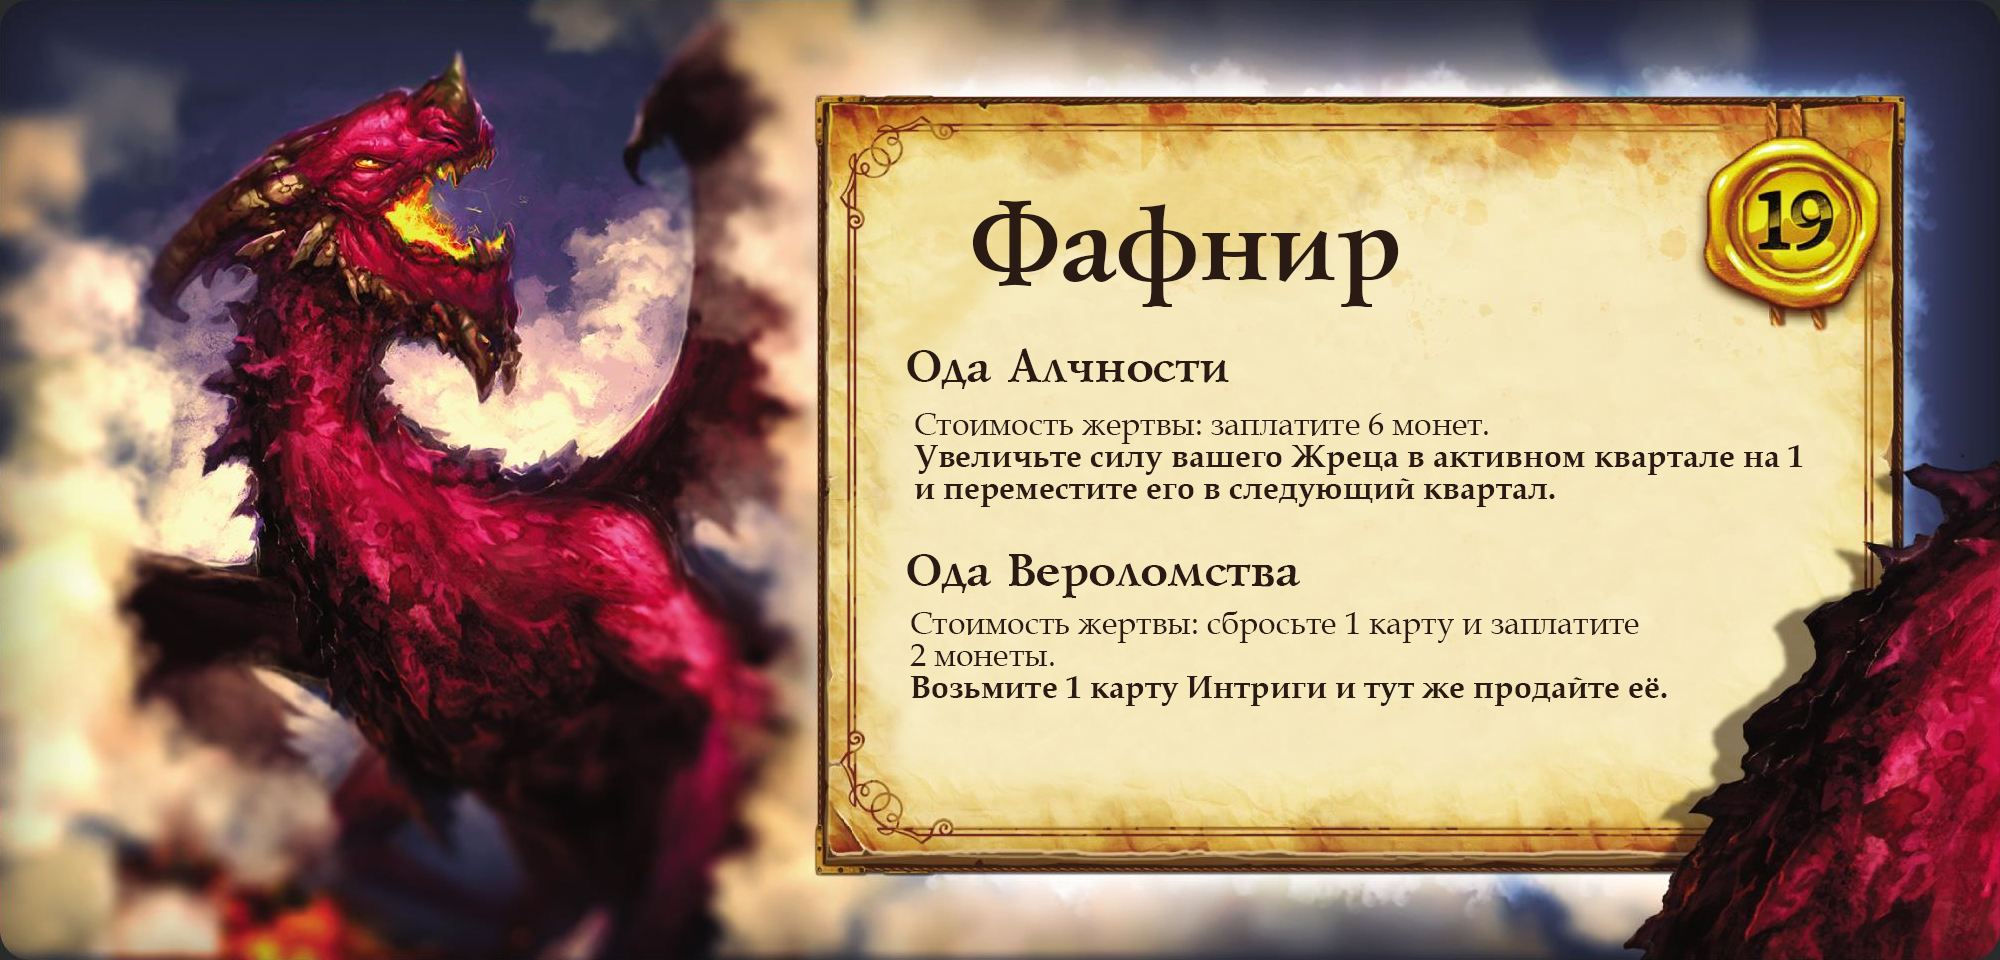 Фафнир
19
Ода Алчности
Стоимость жертвы: заплатите 6 монет.
Увеличьте силу вашего Жреца в активном квартале на 1
и переместите его в следующий квартал.
Ода Вероломства
Стоимость жертвы: сбросьте 1 карту и заплатите
2 монеты.
Возьмите 1 карту Интриги и тут же продайте её.